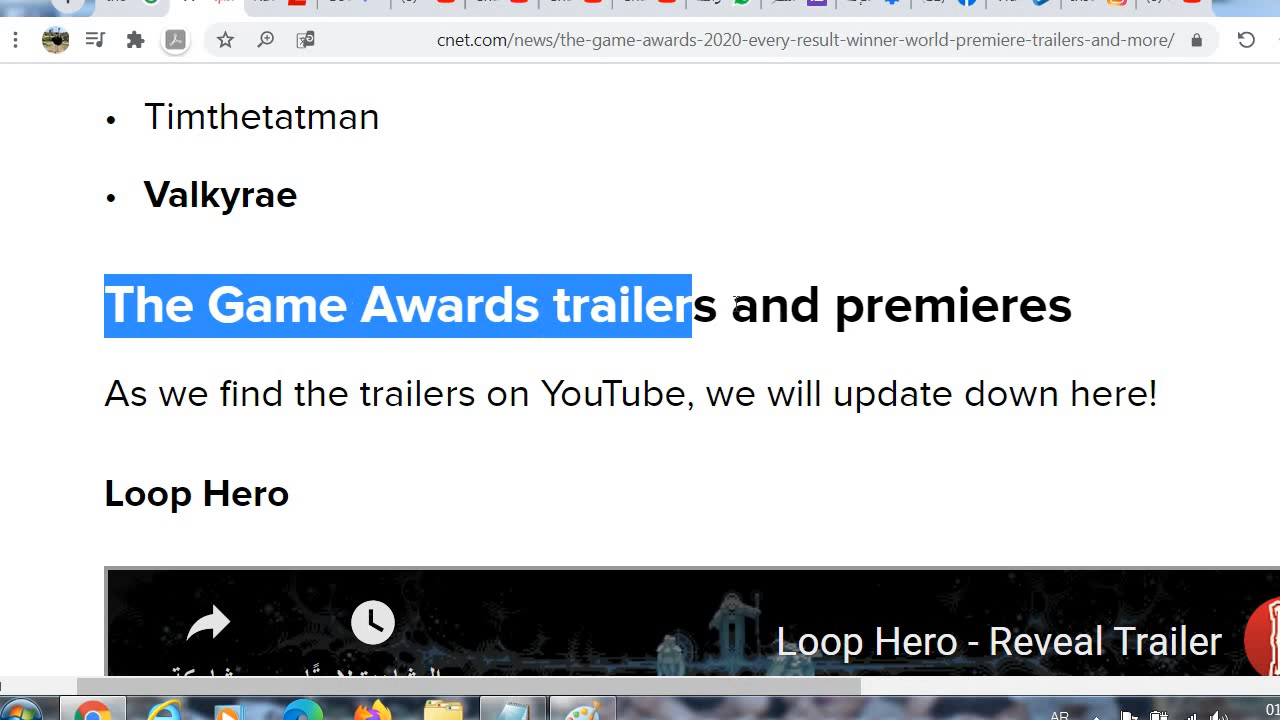 cnet.com/news/the-game-awards-2020-every-result-winner-world-premiere-trailers-and-more/
• Timthetatman
• Valkyrae
The Game Awards trailers and premieres
As we find the trailers on YouTube, we will update down here!
Loop Hero
Loop Hero - Reveal Trailer
AR